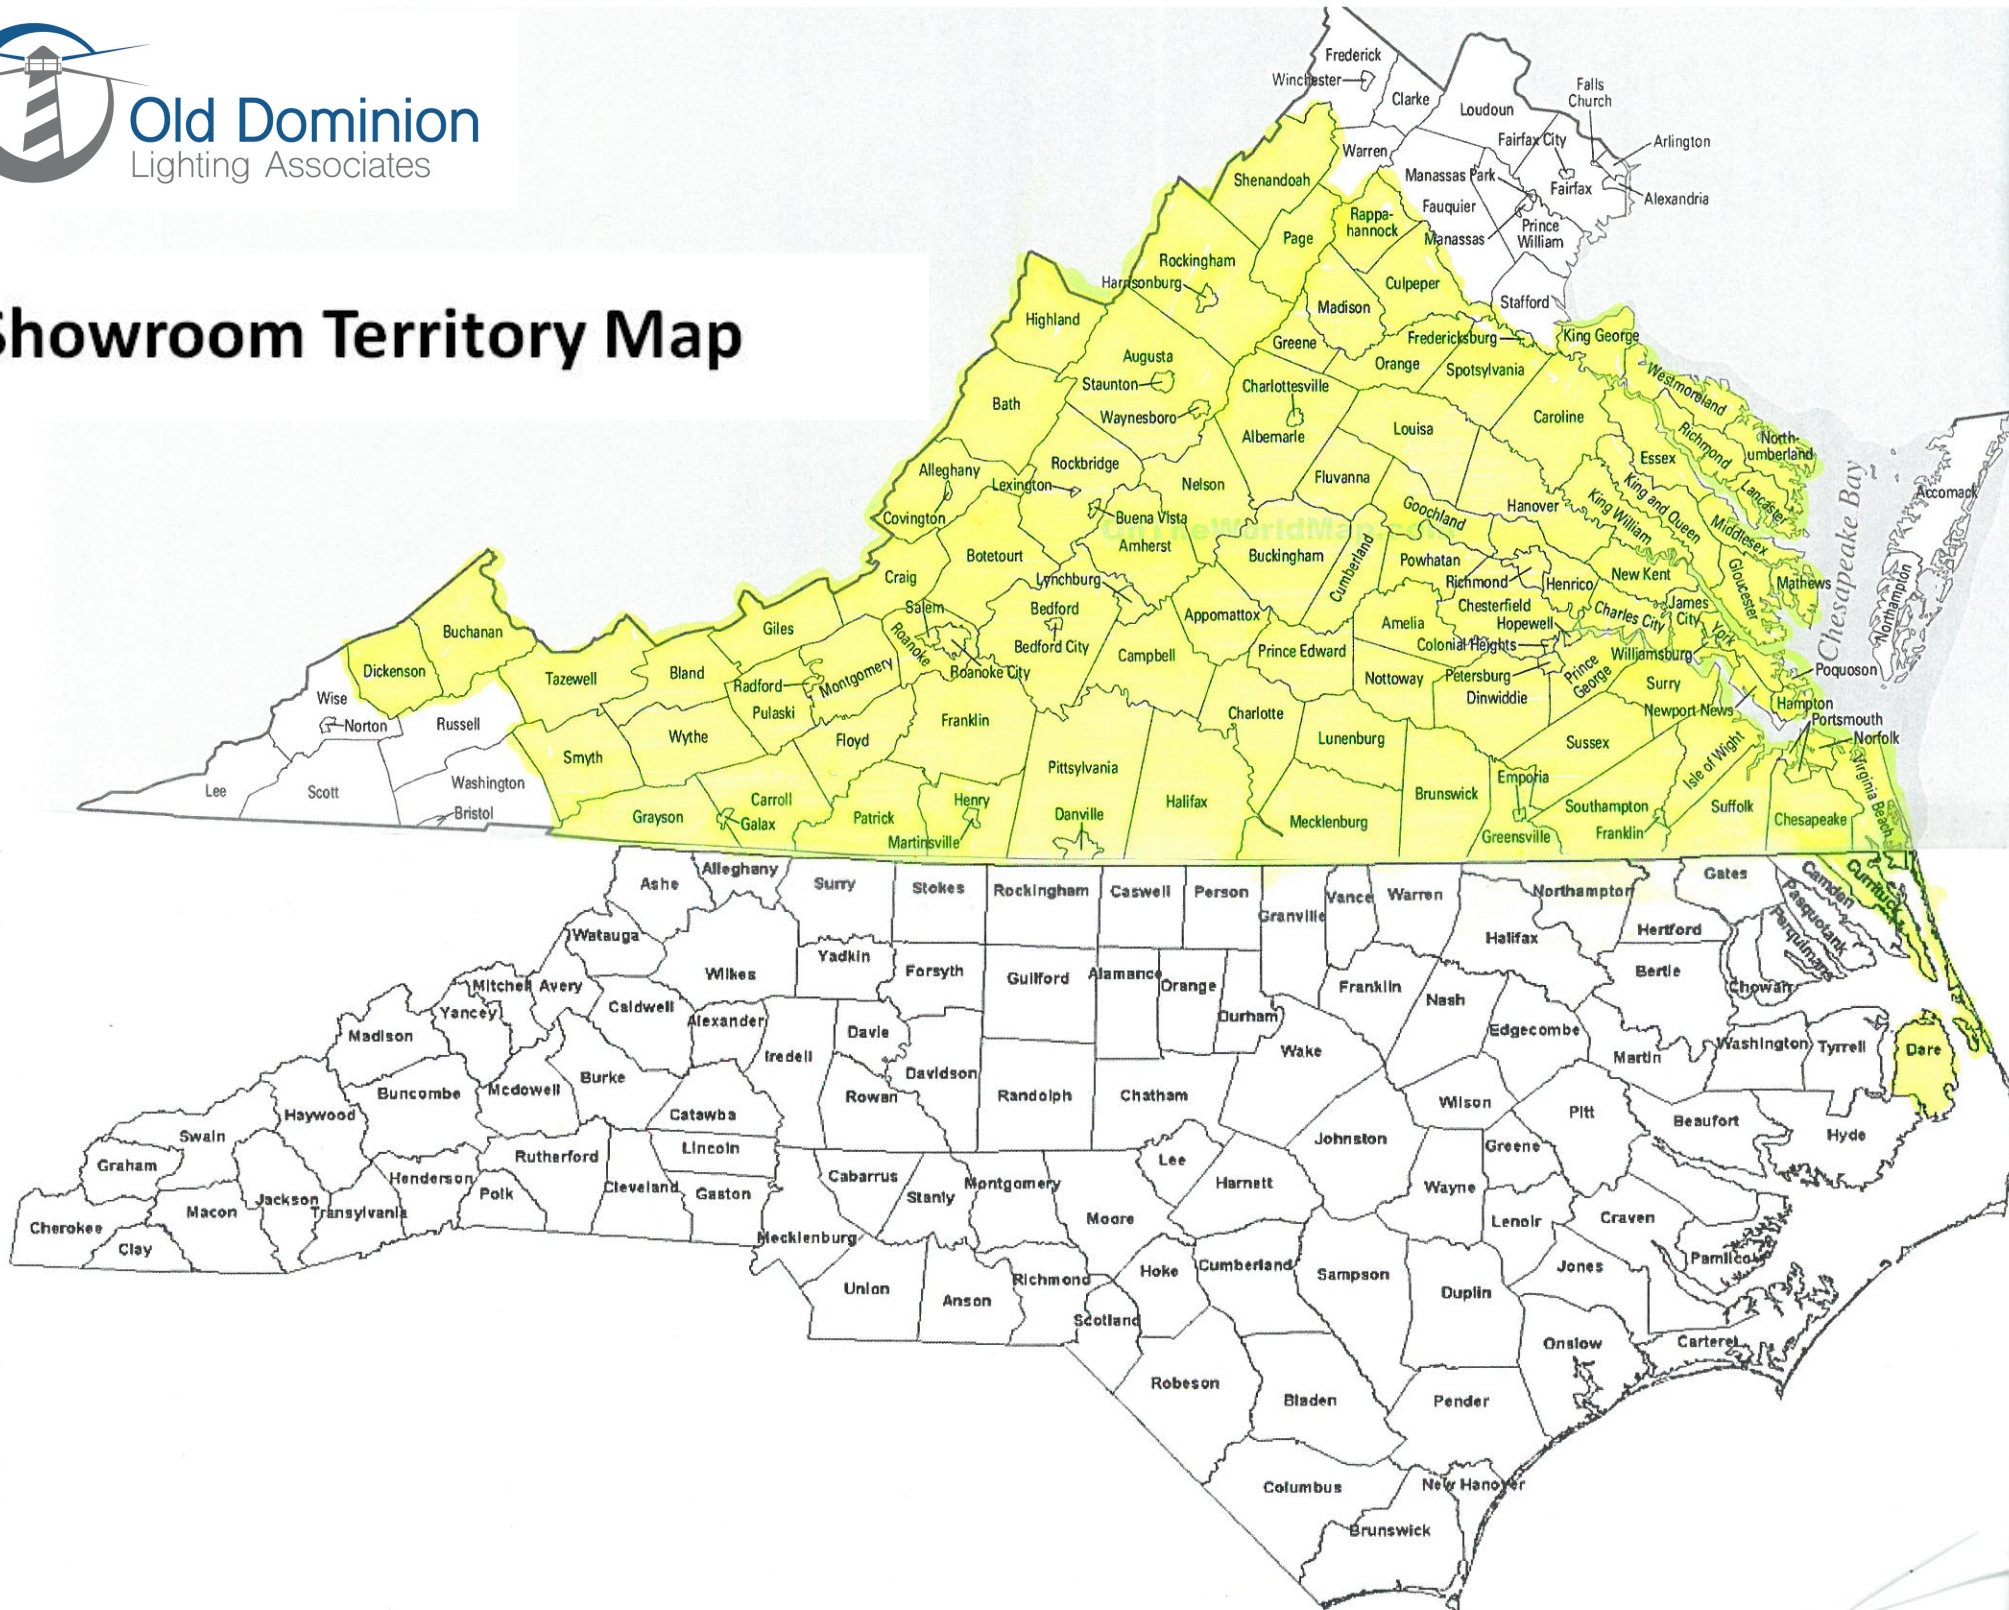 Old Dominion
Lighting Associates
Showroom Territory Map
Frederick
Winchester
Clarke
Loudoun
Falls
Church
Fairfax City
Arlington
Warren
Shenandoah
Manassas Park
Fairfax
Alexandria
Rappa-
hannock
Fauquier
Page
Manassas
Prince
William
Rockingham
Harrisonburg
Culpeper
Stafford
Madison
Highland
Greene
Fredericksburg
King George
Augusta
Orange
Spotsylvania
Staunton
Charlottesville
Westmoreland
Bath
Waynesboro
Albemarle
Louisa
Caroline
Richmond
North-
umberland
Alleghany
Rockbridge
Essex
Lexington
Nelson
Fluvanna
Lancaster
Accomack
Covington
Buena Vista
Goochland
Hanover
King William
King and Queen
Middlesex
OnTheWorldMap.com
Amherst
Botetourt
Buckingham
Cumberland
Powhatan
Chesapeake Bay
Craig
Lynchburg
Richmond
Henrico
New Kent
Gloucester
Mathews
Northampton
Salem
Bedford
Appomattox
Chesterfield
James
City
Buchanan
Giles
Roanoke
Amelia
Hopewell
Charles City
York
Bedford City
Campbell
Prince Edward
Colonial Heights
Williamsburg
Dickenson
Tazewell
Bland
Radford
Montgomery
Roanoke City
Nottoway
Petersburg
Prince
George
Surry
Poquoson
Wise
Dinwiddie
Norton
Russell
Pulaski
Franklin
Charlotte
Newport News
Hampton
Portsmouth
Smyth
Wythe
Floyd
Lunenburg
Sussex
Isle of Wight
Norfolk
Virginia Beach
Lee
Scott
Washington
Pittsylvania
Emporia
Bristol
Grayson
Carroll
Galax
Patrick
Henry
Martinsville
Danville
Halifax
Mecklenburg
Brunswick
Greensville
Southampton
Franklin
Suffolk
Chesapeake
Ashe
Alleghany
Surry
Stokes
Rockingham
Caswell
Person
Granville
Vance
Warren
Northampton
Gates
Camden
Currituck
Pasquotank
Perquimans
Watauga
Halifax
Hertford
Wilkes
Yadkin
Forsyth
Guilford
Alamance
Orange
Durham
Franklin
Nash
Bertie
Chowan
Mitchell
Avery
Yancey
Caldwell
Alexander
Madison
Iredell
Davie
Wake
Edgecombe
Martin
Washington
Tyrrell
Dare
Davidson
Buncombe
Mcdowell
Burke
Rowan
Randolph
Chatham
Haywood
Catawba
Wilson
Pitt
Beaufort
Swain
Lincoln
Johnston
Hyde
Graham
Rutherford
Lee
Greene
Henderson
Cleveland
Gaston
Cabarrus
Stanly
Montgomery
Harnett
Wayne
Polk
Cherokee
Macon
Jackson
Transylvania
Moore
Lenoir
Craven
Clay
Mecklenburg
Pamlico
Union
Anson
Richmond
Hoke
Cumberland
Sampson
Duplin
Jones
Scotland
Onslow
Carteret
Robeson
Bladen
Pender
Columbus
New Hanover
Brunswick